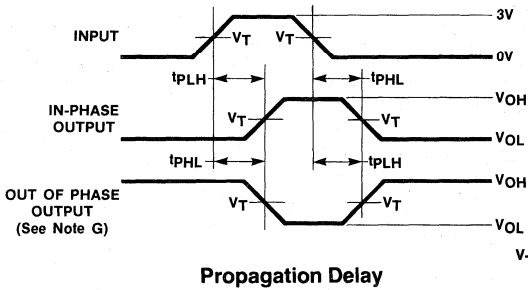 3V
INPUT
VT
VT
0V
tPLH
tPHL
VOH
IN-PHASE
OUTPUT
VT
VT
VOL
tPHL
tPLH
VOH
OUT OF PHASE
OUTPUT
(See Note G)
VT
VT
VOL
V-
Propagation Delay